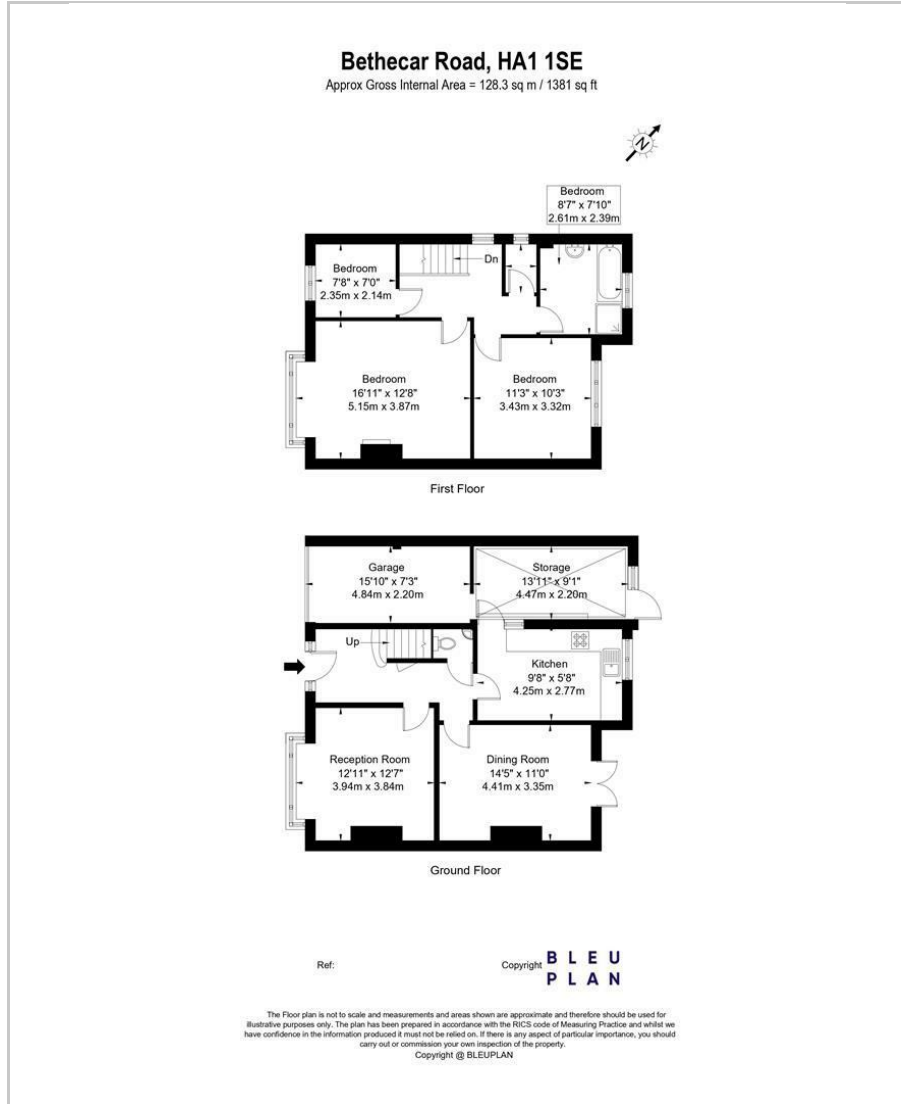 Bethecar Road, HA1 1SE
Approx Gross Internal Area = 128.3 sq m / 1381 sq ft
N
Bedroom
8'7" x 7'10"
2.61m x 2.39m
Dn
Bedroom
7'8" x 7'0"
2.35m x 2.14m
Bedroom
16'11" x 12'8"
5.15m x 3.87m
Bedroom
11'3" x 10'3"
3.43m x 3.32m
First Floor
Garage
15'10" x 7'3"
4.84m x 2.20m
Storage
13'11" x 9'1"
4.47m x 2.20m
Up
Kitchen
9'8" x 5'8"
4.25m x 2.77m
Reception Room
12'11" x 12'7"
3.94m x 3.84m
Dining Room
14'5" x 11'0"
4.41m x 3.35m
Ground Floor
Ref:
Copyright
BLEU
PLAN
The Floor plan is not to scale and measurements and areas shown are approximate and therefore should be used for
illustrative purposes only. The plan has been prepared in accordance with the RICS code of Measuring Practice and whilst we
have confidence in the information produced it must not be relied on. If there is any aspect of particular importance, you should
carry out or commission your own inspection of the property.
Copyright @ BLEUPLAN